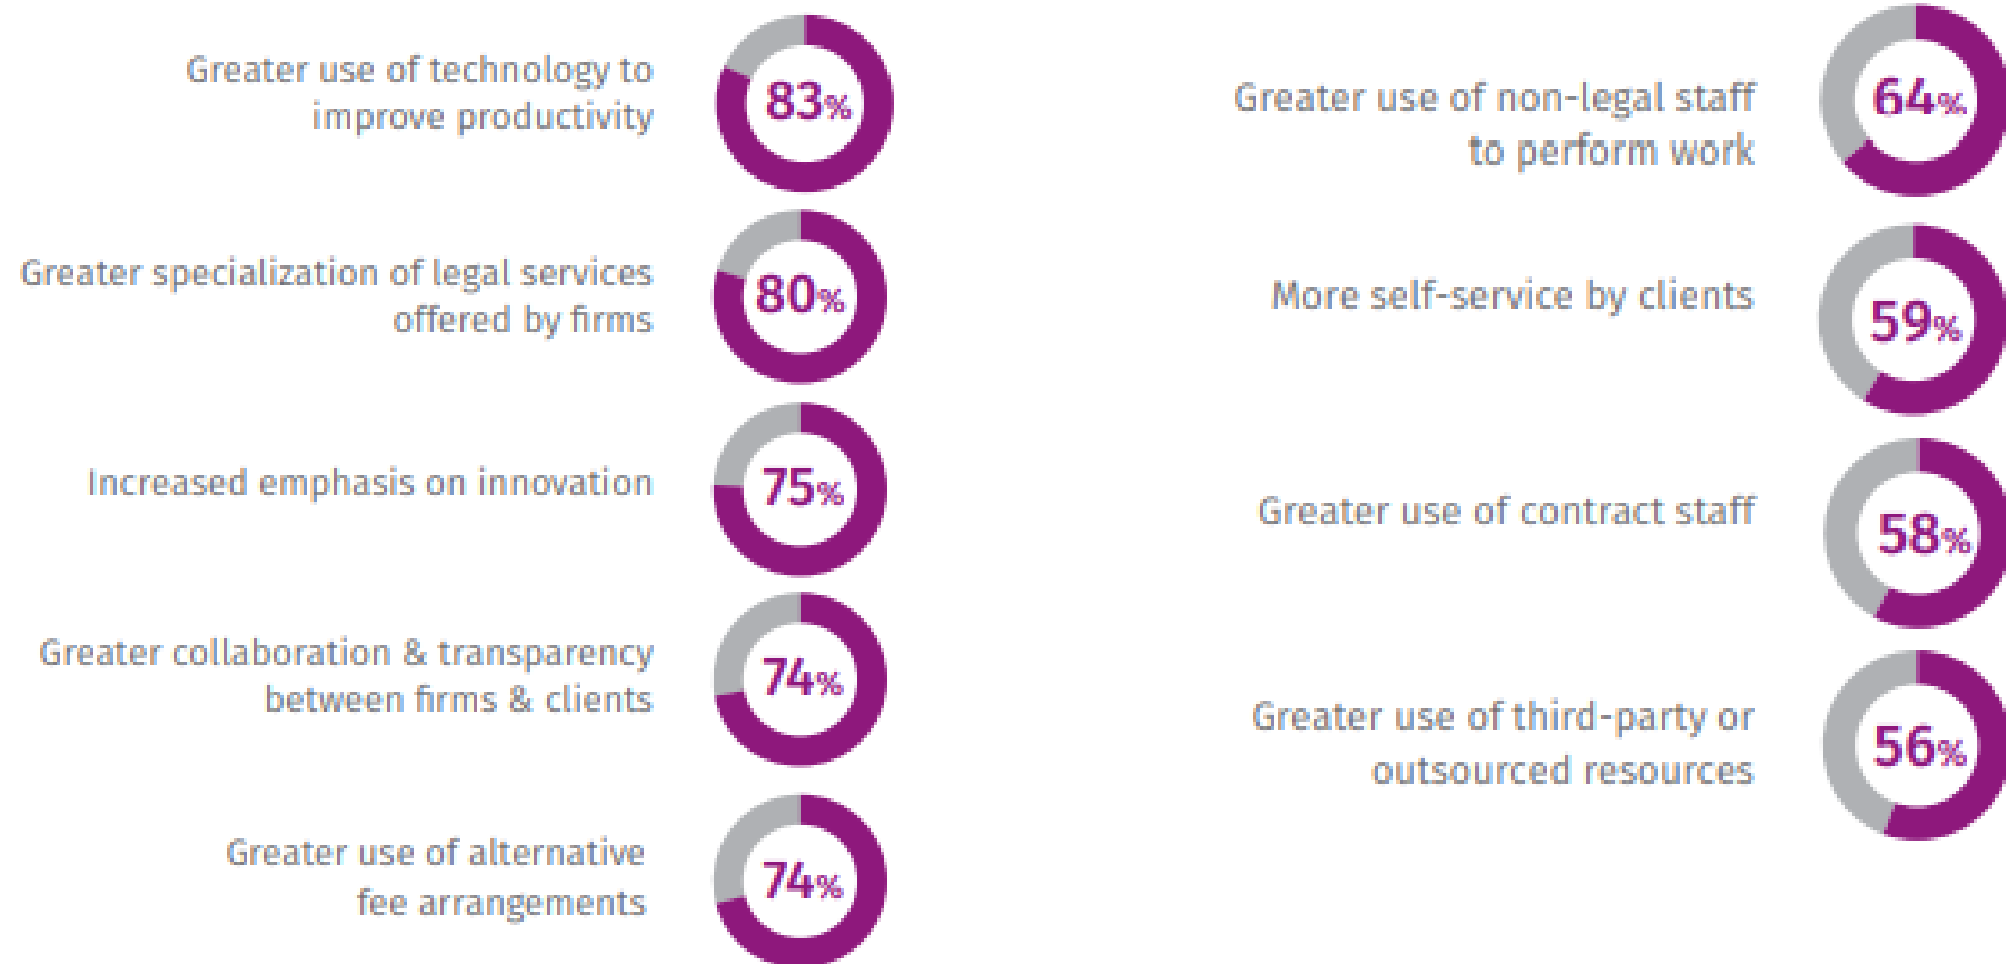 Greater use of technology to
improve productivity
83%
Greater specialization of legal services
offered by firms
80%
Increased emphasis on innovation
75%
Greater collaboration & transparency
between firms & clients
74%
Greater use of alternative
fee arrangements
74%
Greater use of non-legal staff
to perform work
64%
More self-service by clients
59%
Greater use of contract staff
58%
Greater use of third-party or
outsourced resources
56%